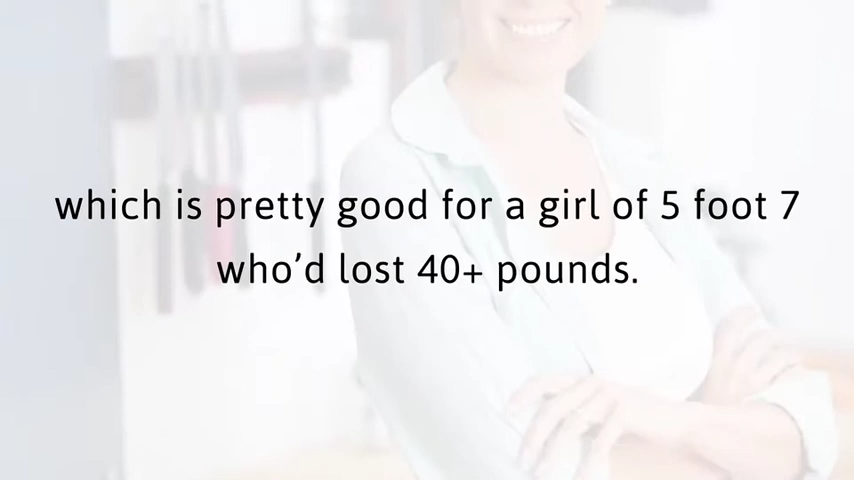 which is pretty good for a girl of 5 foot 7
who’d lost 40+ pounds.